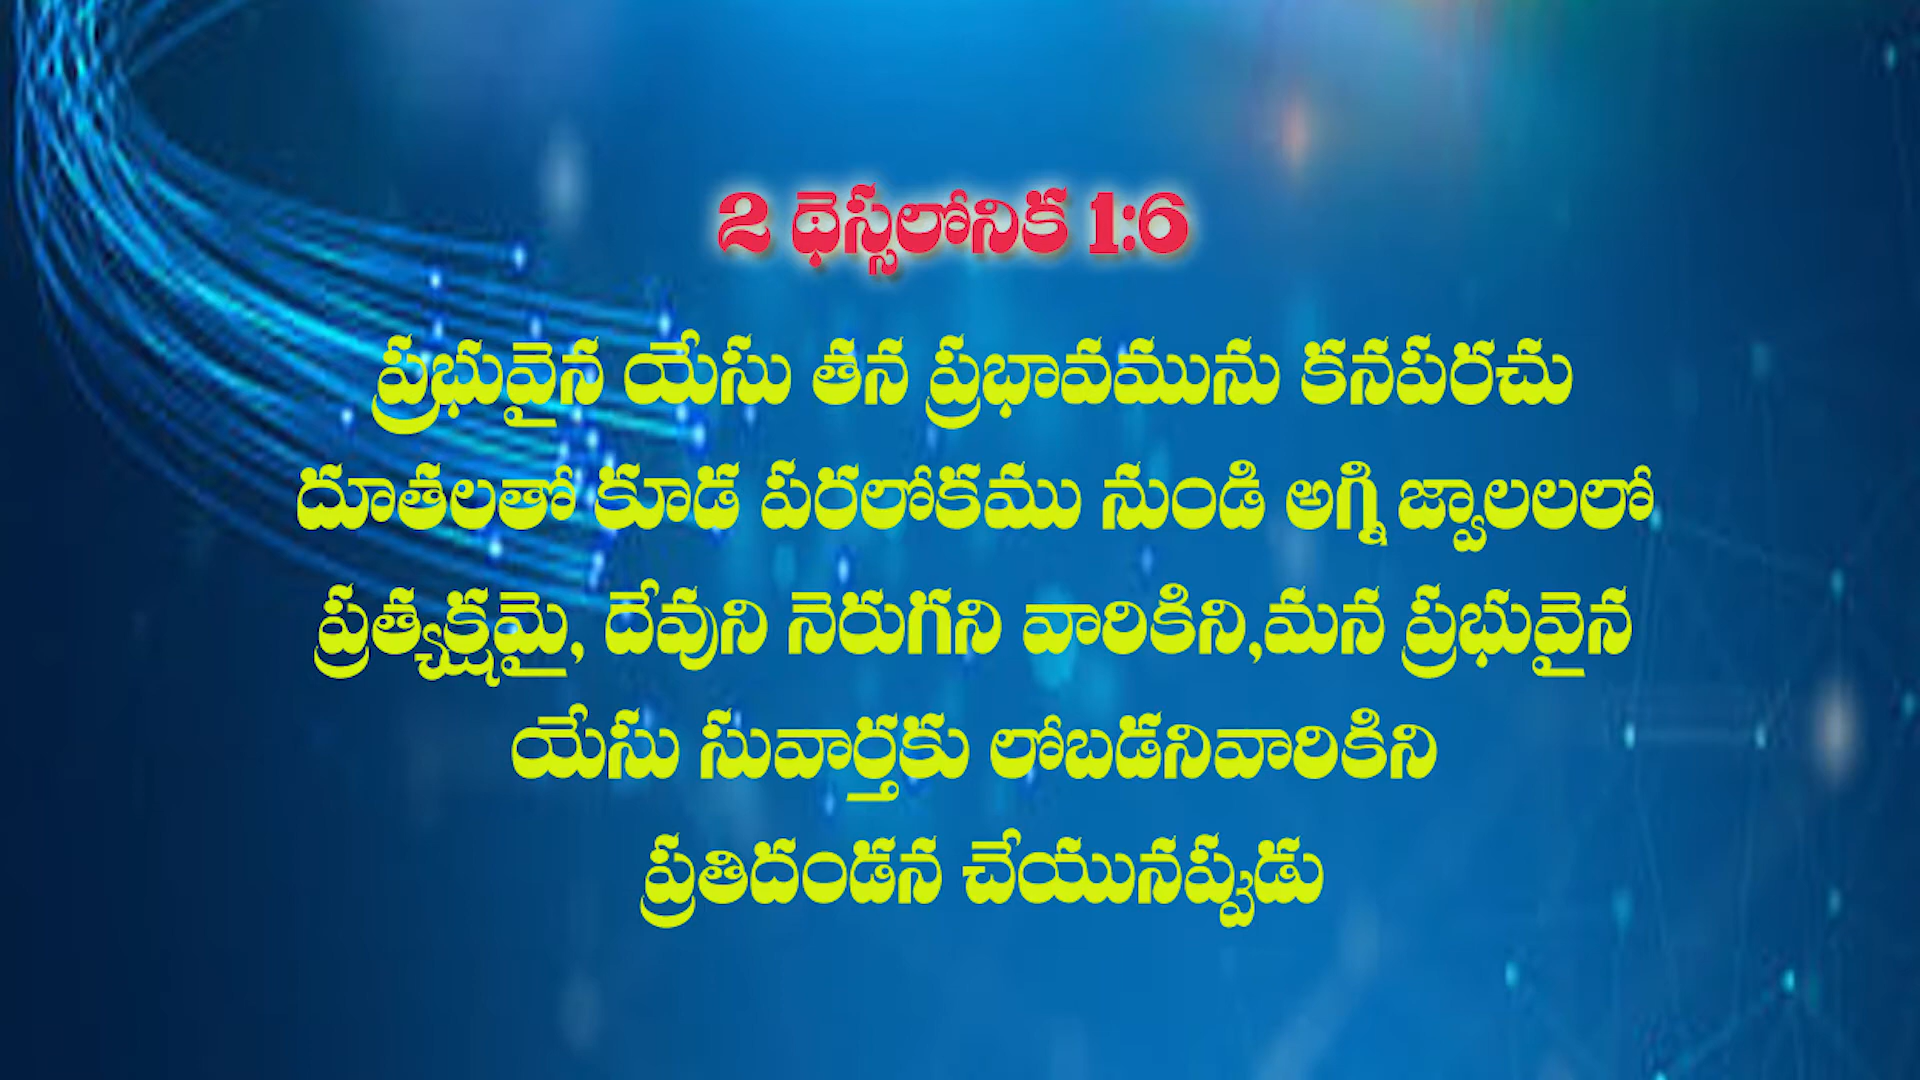 2 థెస్సలోనిక 1:6
ప్రభువైన యేసు తన ప్రభావమును కనపరచు
దూతలతో కూడ పరలోకము నుండి అగ్ని జ్వాలలలో
ప్రత్యక్షమై, దేవుని నెరుగని వారికిని,మన ప్రభువైన
యేసు సువార్తకు లోబడనివారికిని
ప్రతిదండన చేయునప్పుడు